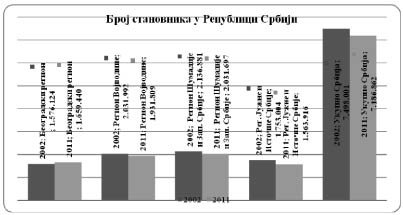 Број становника у Републици Србији
2002; Београдски регион; 1.576.124
2011; Београдски регион; 1.659.440
2002; Регион Војводине; 2.031.992
2011; Регион Војводине; 1.931.809
2002; Регион Шумадије и Зап. Србије; 2.136.881
2011; Регион Шумадије и Зап. Србије; 2.031.697
2002; Рег. Јужне и Источне Србије; 1.753.004
2011; Рег. Јужне и Источне Србије; 1.563.916
2002; Укупно Србија; 7.498.001
2011; Укупно Србија; 7.186.862
2002
2011